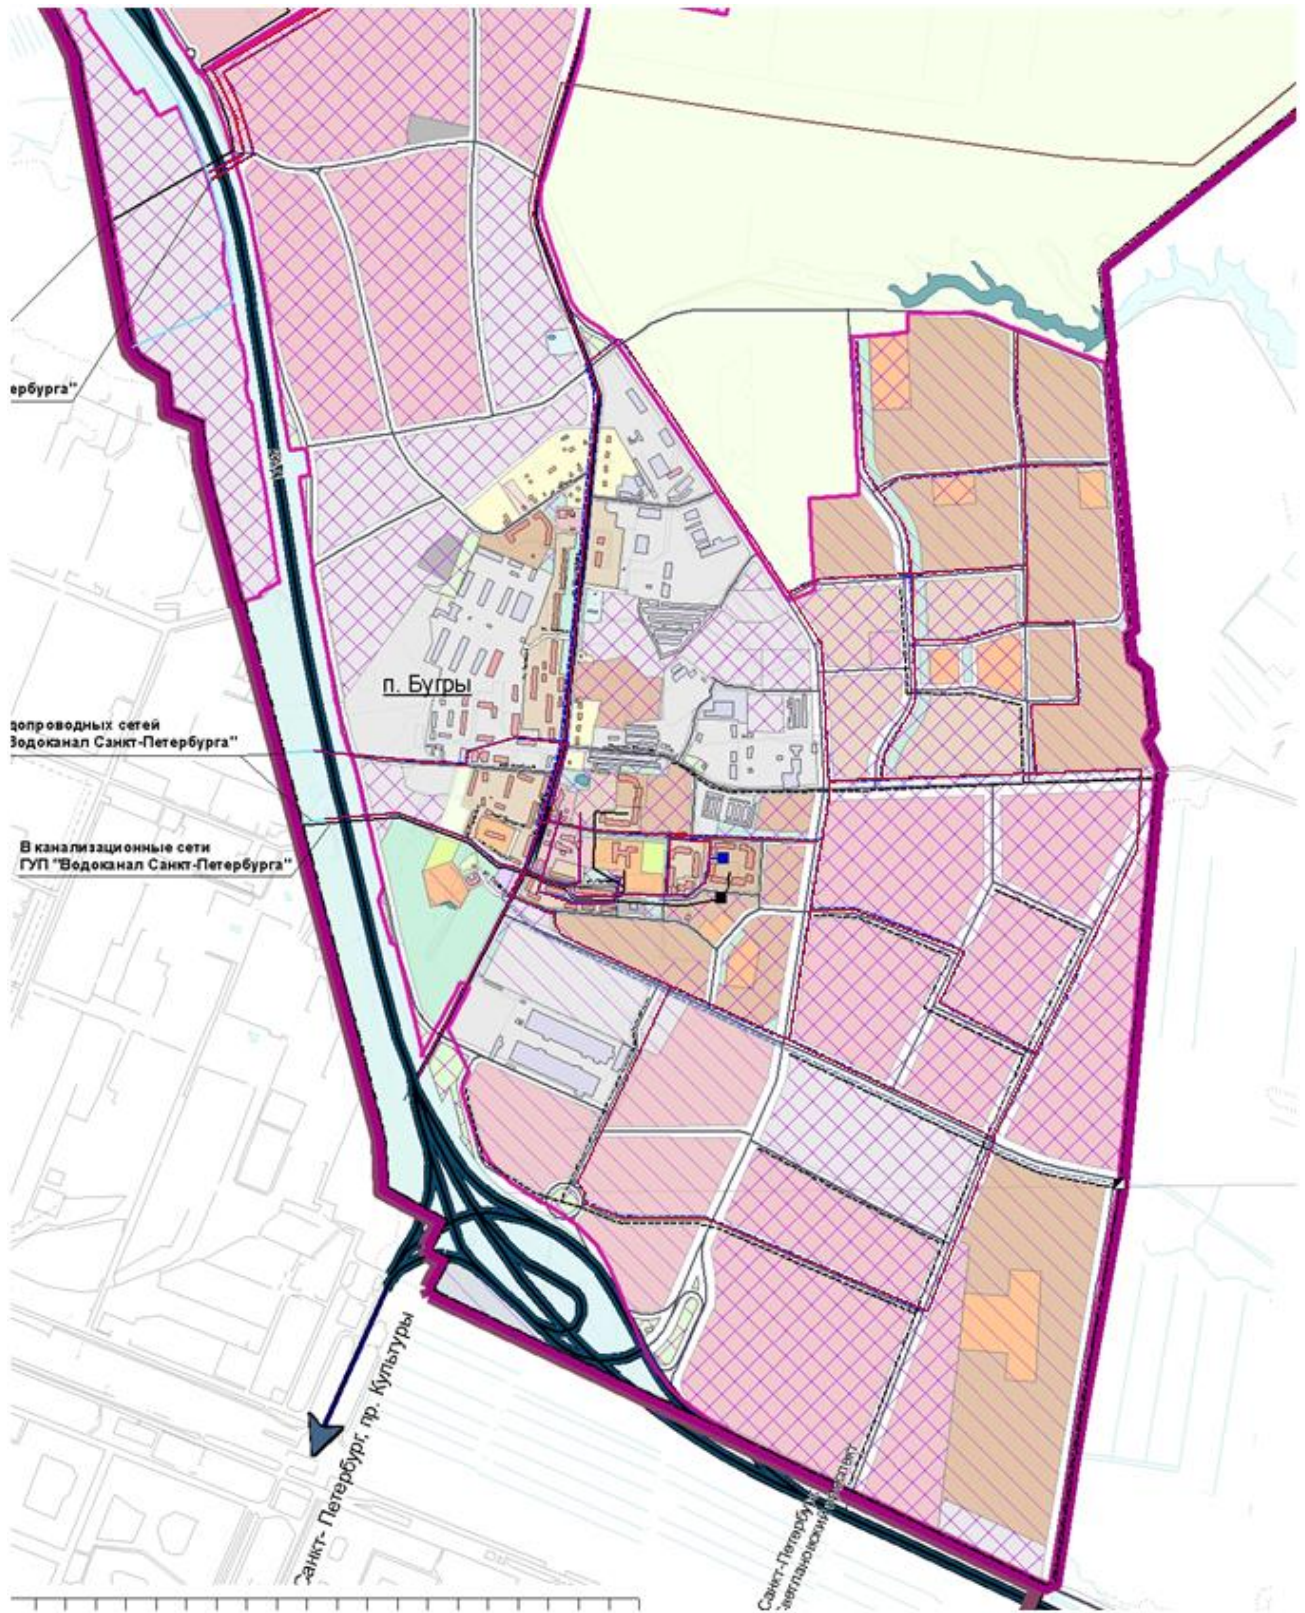 ербурга"
п. Бугры
допроводных сетей
Водоканал Санкт-Петербурга"
В канализационные сети
ГУП "Водоканал Санкт-Петербурга"
Санкт- Петербург, пр. Культуры
Санкт-Петербург